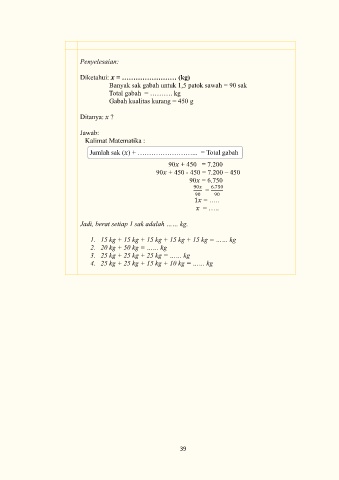 Penyelesaian:
Diketahui: x = …………………… (kg)
Banyak sak gabah untuk 1,5 patok sawah = 90 sak
Total gabah = ………. kg
Gabah kualitas kurang = 450 g
Ditanya: x ?
Jawab:
Kalimat Matematika :
Jumlah sak (x) + ……………………… = Total gabah
90x + 450 = 7.200
90x + 450 - 450 = 7.200 – 450
90x = 6.750
90x/90 = 6.750/90
1x = …..
x = …..
Jadi, berat setiap 1 sak adalah …… kg.
1. 15 kg + 15 kg + 15 kg + 15 kg + 15 kg = …… kg
2. 20 kg + 50 kg = …… kg
3. 25 kg + 25 kg + 25 kg = …… kg
4. 25 kg + 25 kg + 15 kg + 10 kg = …… kg
39